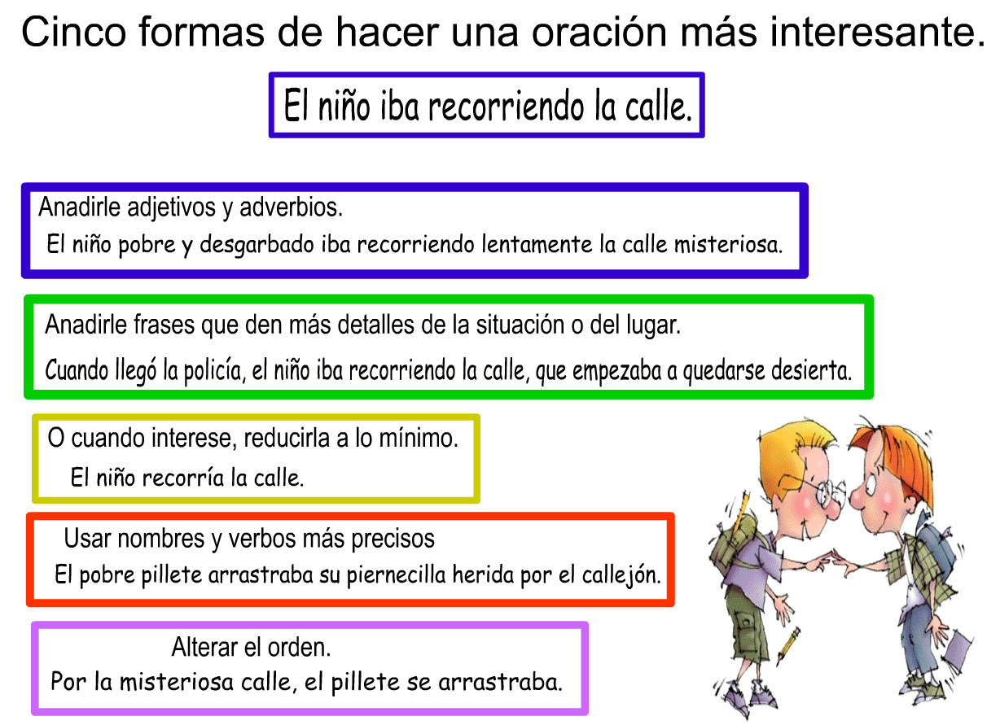 Cinco formas de hacer una oración más interesante.
El niño iba recorriendo la calle.
Anadirle adjetivos y adverbios.
El niño pobre y desgarbado iba recorriendo lentamente la calle misteriosa.
Anadirle frases que den más detalles de la situación o del lugar.
Cuando llegó la policía, el niño iba recorriendo la calle, que empezaba a quedarse desierta.
O cuando interese, reducirla a lo mínimo.
El niño recorría la calle.
Usar nombres y verbos más precisos
El pobre pillete arrastraba su piernecilla herida por el callejón.
Alterar el orden.
Por la misteriosa calle, el pillete se arrastraba.